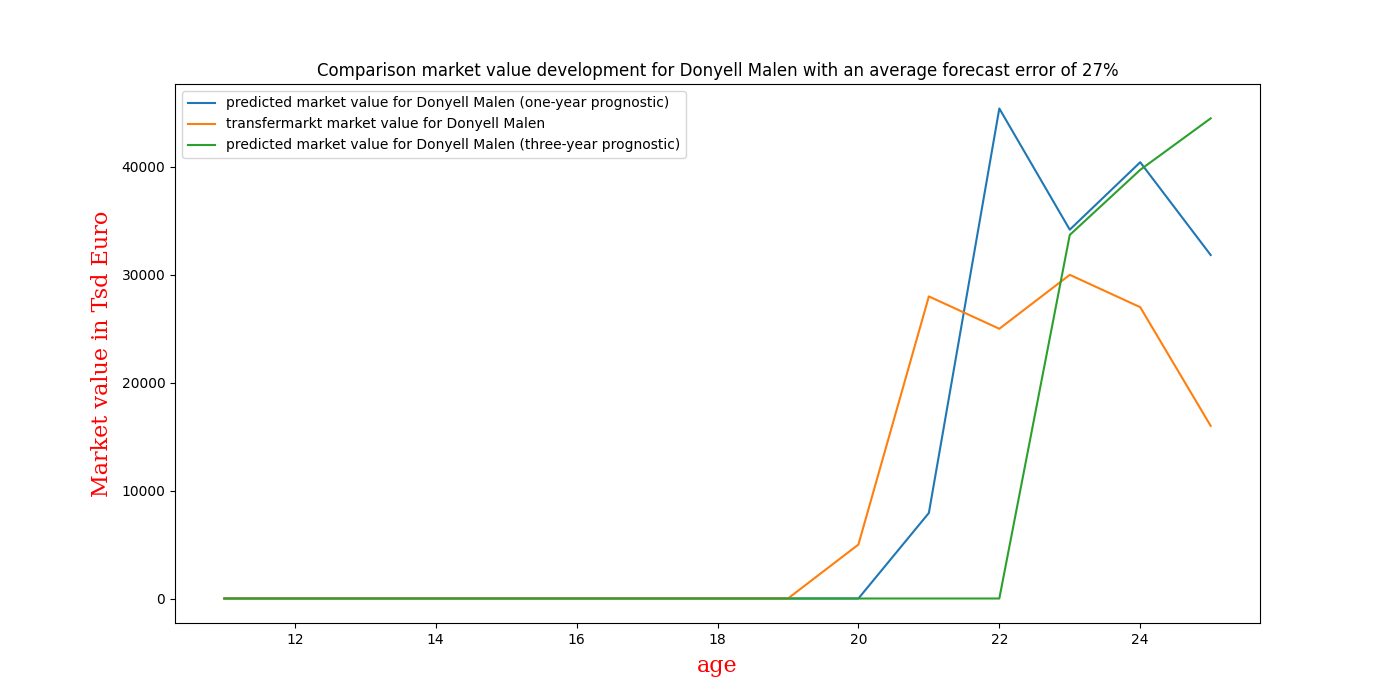 Comparison market value development for Donyell Malen with an average forecast error of 27%
predicted market value for Donyell Malen (one-year prognostic)
transfermarkt market value for Donyell Malen
predicted market value for Donyell Malen (three-year prognostic)
Market value in Tsd Euro
40000
30000
20000
10000
0
12 14 16 18 20 22 24
age